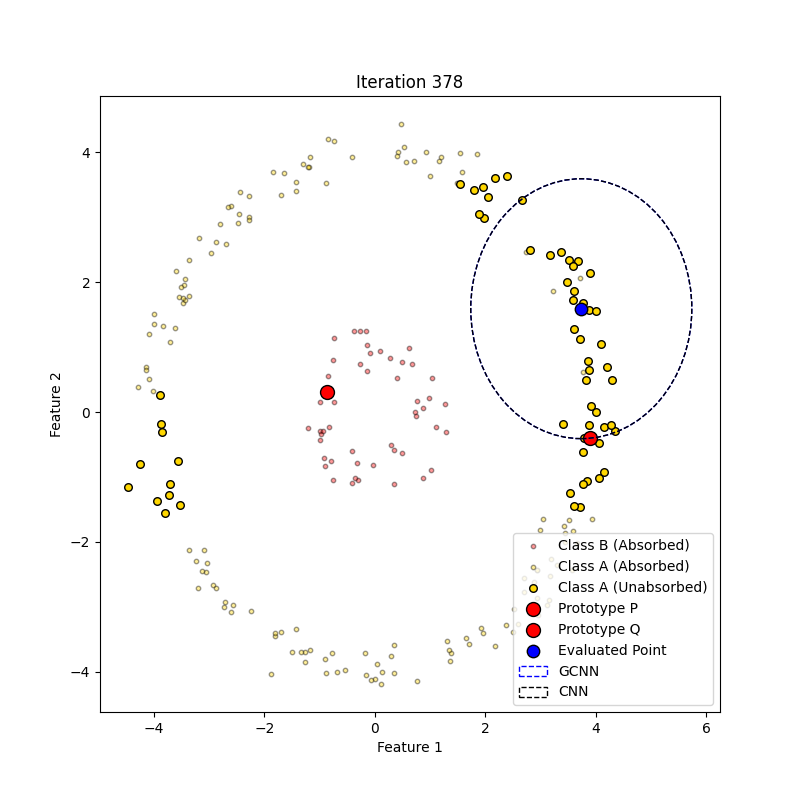 Iteration 378
4
2
0
−2
−4
Feature 2
−4
−2
0
2
4
6
Feature 1
Class B (Absorbed)
Class A (Absorbed)
Class A (Unabsorbed)
Prototype P
Prototype Q
Evaluated Point
GCNN
CNN